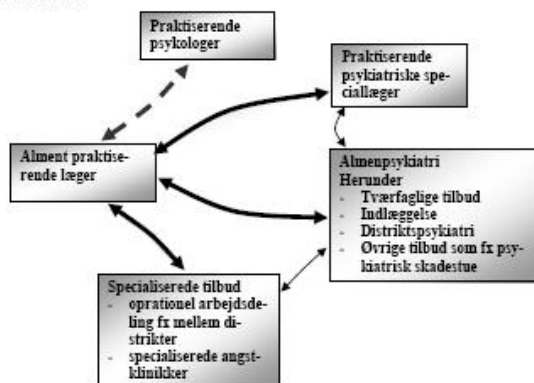 Praktiserende
psykologer
Praktiserende
psykiatriske spe-
ciallæger
Alment praktise-
rende læger
Almenpsykiatri
Herunder
- Tværfaglige tilbud
- Indlæggelse
- Distriktspsykiatri
- Øvrige tilbud som fx psy-
kiatrisk skadestue
Specialiserede tilbud
- oprationel arbejdsde-
ling fx mellem di-
strikter
- specialiserede angst-
klinikker